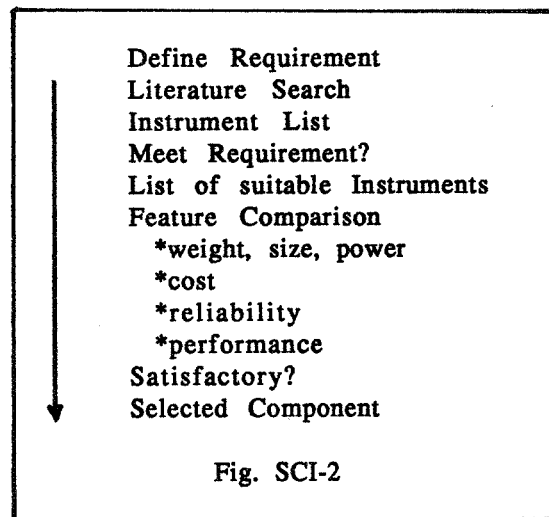 Define Requirement
Literature Search
Instrument List
Meet Requirement?
List of suitable Instruments
Feature Comparison
*weight, size, power
*cost
*reliability
*performance
Satisfactory?
Selected Component
Fig. SCI-2